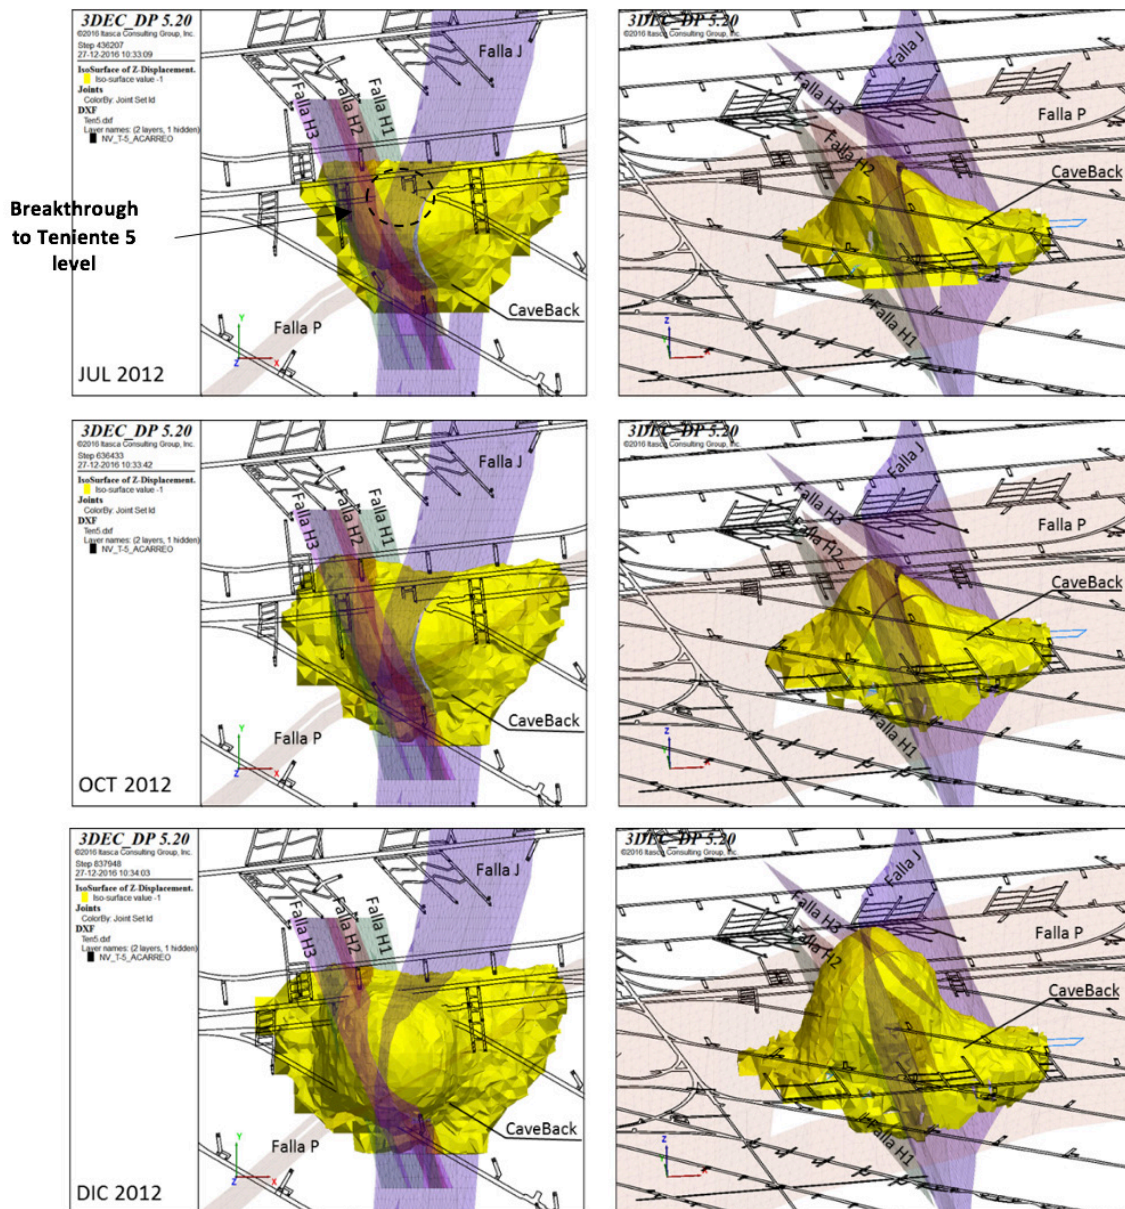 3DEC_DP 5.20
©2016 Itasca Consulting Group, Inc.
Step 436207
27-12-2016 10:33:09
IsoSurface of Z-Displacement.
Iso-surface value -1
Joints
ColorBy: Joint Set Id
DXF
Ten5.dxf
Layer names: (2 layers, 1 hidden)
NV_T-5_ACARREO
Breakthrough
to Teniente 5
level
JUL 2012
Falla J
Falla H3
Falla H2
Falla H1
CaveBack
Falla P
Y
Z
X
3DEC_DP 5.20
©2016 Itasca Consulting Group, Inc.
Falla J
Falla H3
Falla P
Falla H2
CaveBack
Falla H1
Z
3DEC_DP 5.20
©2016 Itasca Consulting Group, Inc.
Step 636433
27-12-2016 10:33:42
IsoSurface of Z-Displacement.
Iso-surface value -1
Joints
ColorBy: Joint Set Id
DXF
Ten5.dxf
Layer names: (2 layers, 1 hidden)
NV_T-5_ACARREO
OCT 2012
Falla J
Falla H3
Falla H2
Falla H1
CaveBack
Falla P
Y
Z
X
3DEC_DP 5.20
©2016 Itasca Consulting Group, Inc.
Falla J
Falla H3
Falla P
Falla H2
CaveBack
Falla H1
Z
3DEC_DP 5.20
©2016 Itasca Consulting Group, Inc.
Step 837948
27-12-2016 10:34:03
IsoSurface of Z-Displacement.
Iso-surface value -1
Joints
ColorBy: Joint Set Id
DXF
Ten5.dxf
Layer names: (2 layers, 1 hidden)
NV_T-5_ACARREO
DIC 2012
Falla J
Falla H3
Falla H2
Falla H1
CaveBack
Falla P
Y
Z
X
3DEC_DP 5.20
©2016 Itasca Consulting Group, Inc.
Falla J
Falla H3
Falla P
Falla H2
CaveBack
Falla H1
Z